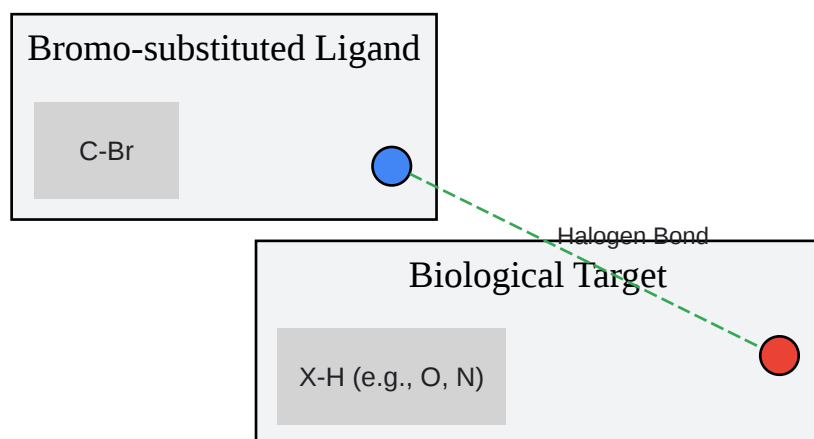 Bromo-substituted Ligand
C-Br
Halogen Bond
Biological Target
X-H (e.g., O, N)